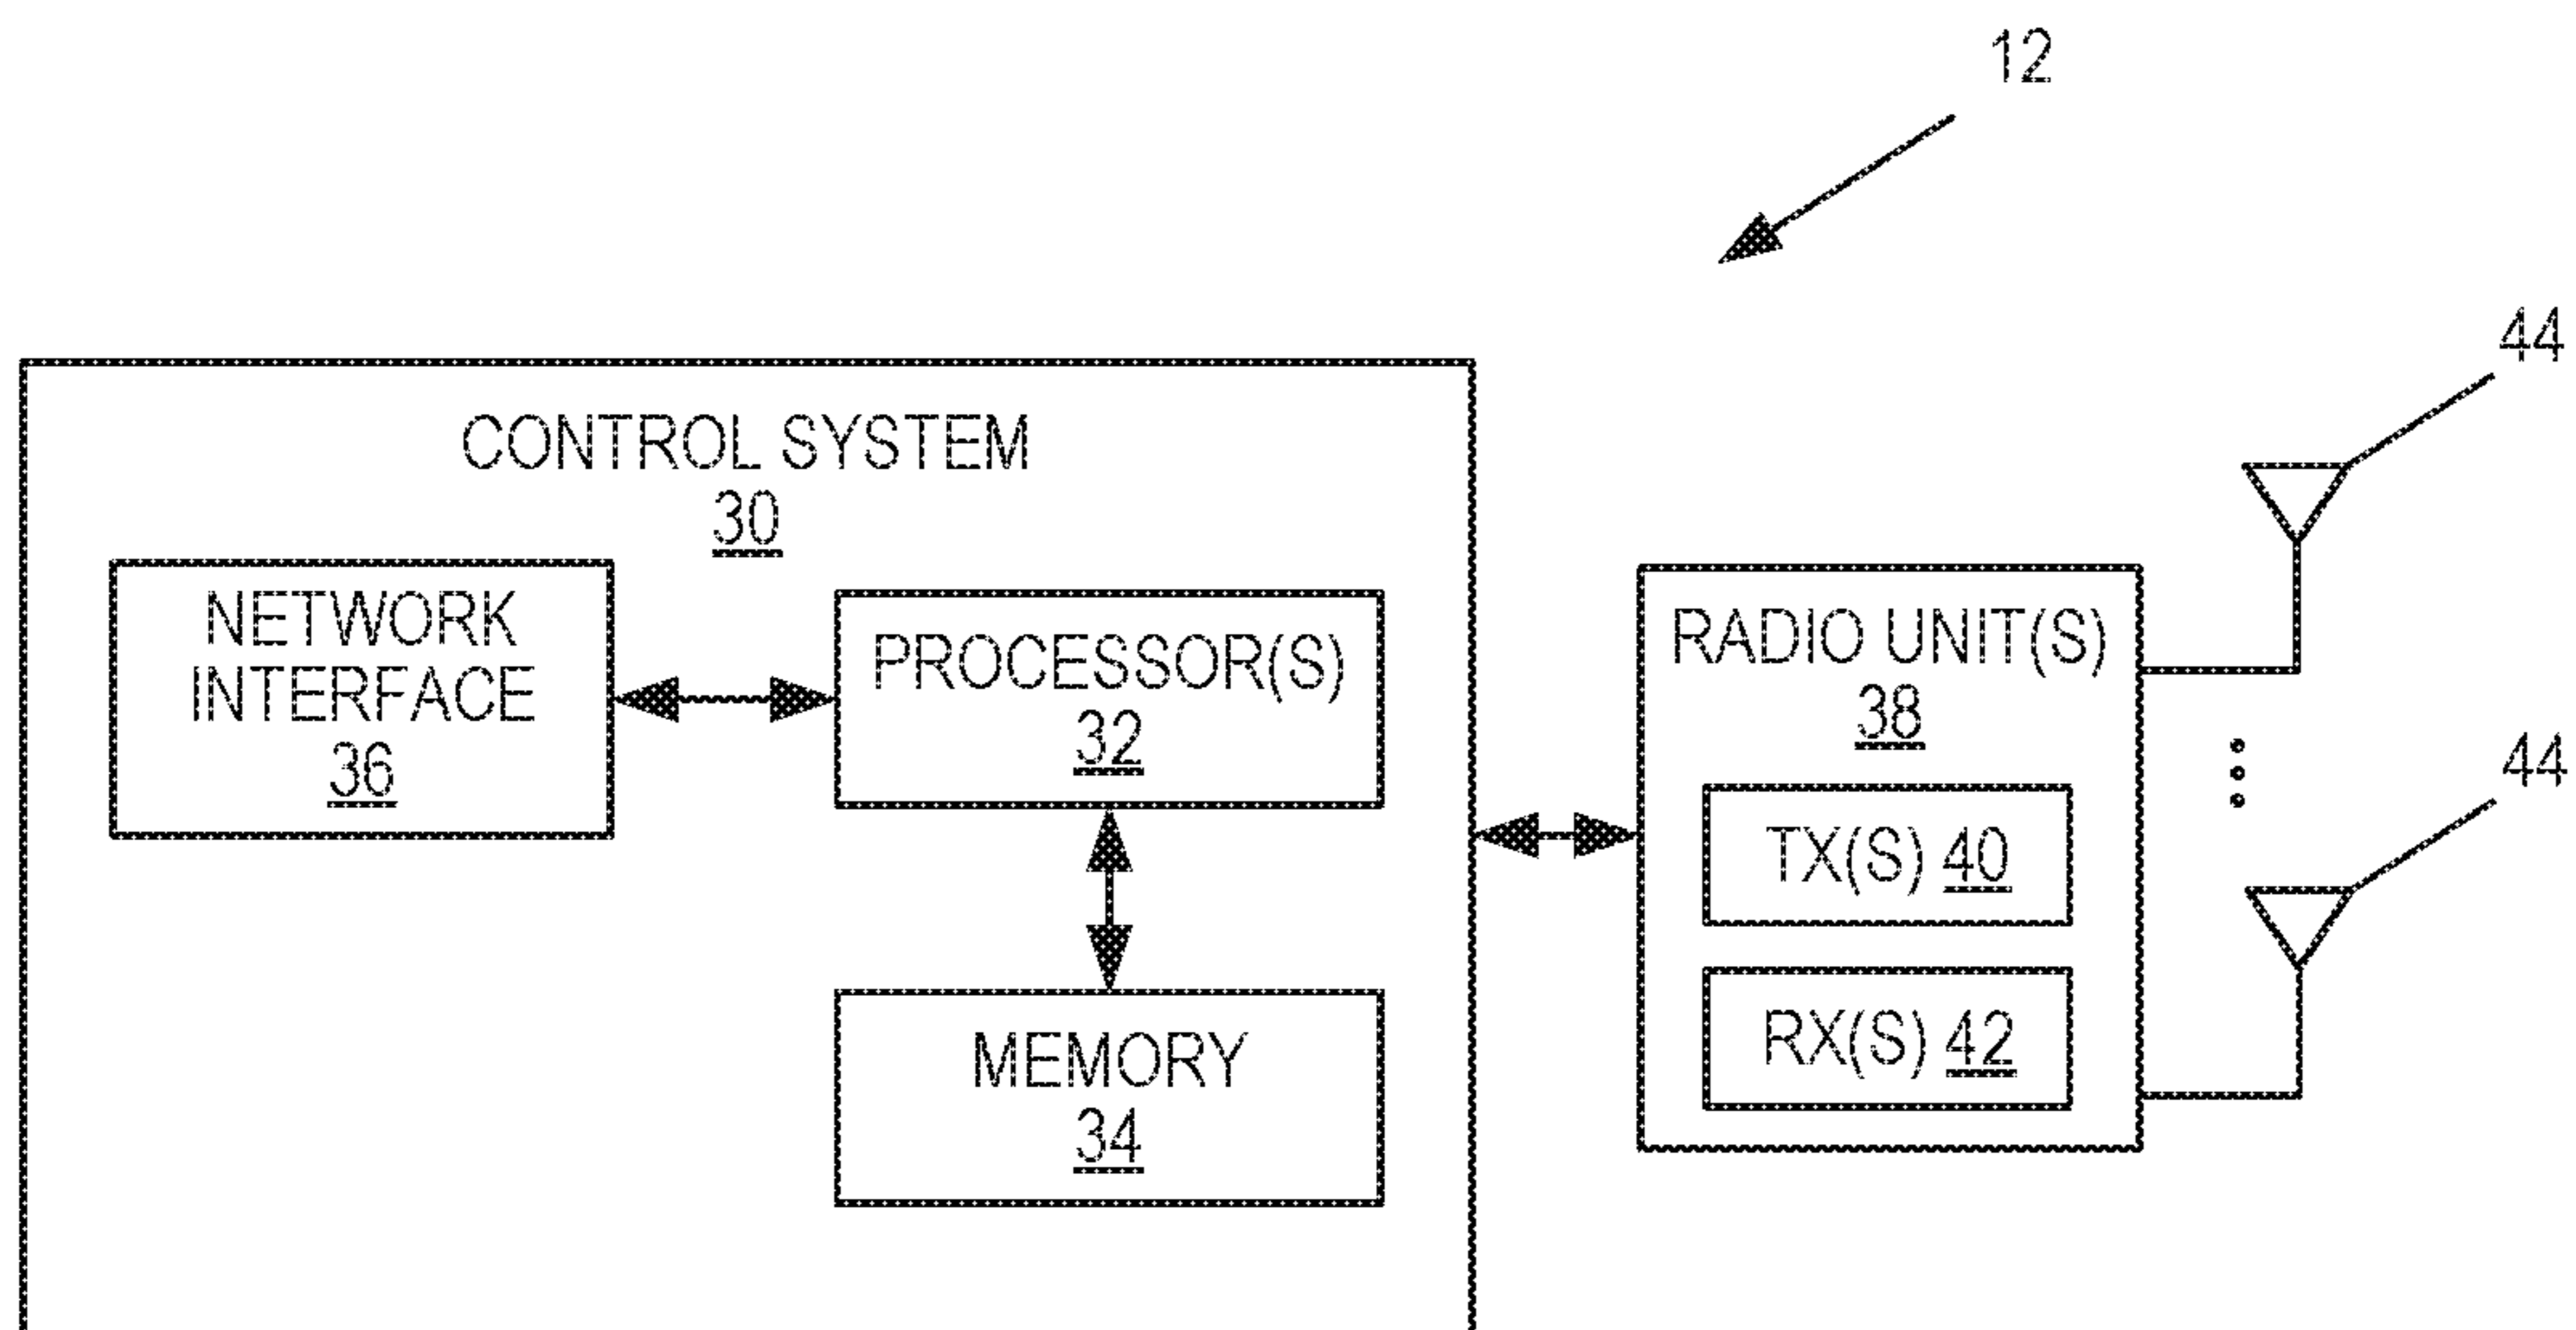 12
44
CONTROL SYSTEM
30
NETWORK
INTERFACE
36
PROCESSOR(S)
32
MEMORY
34
RADIO UNIT(S)
38
TX(S) 40
RX(S) 42
44